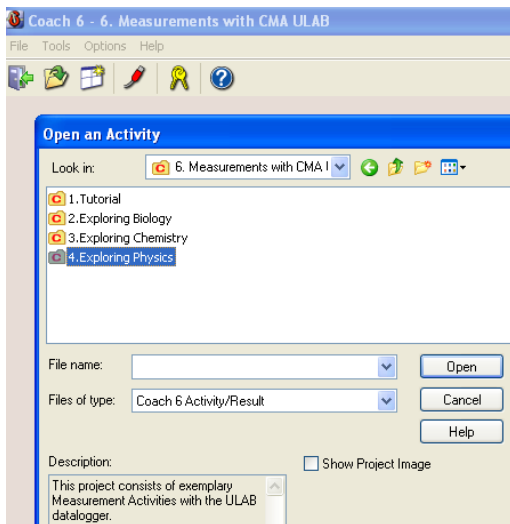 Coach 6 - 6. Measurements with CMA ULAB
File Tools Options Help
Open an Activity
Look in: 6. Measurements with CMA
1.Tutorial
2.Exploring Biology
3.Exploring Chemistry
4.Exploring Physics
File name: Open
Files of type: Coach 6 Activity/Result Cancel
Help
Description: Show Project Image
This project consists of exemplary
Measurement Activities with the ULAB
datalogger.